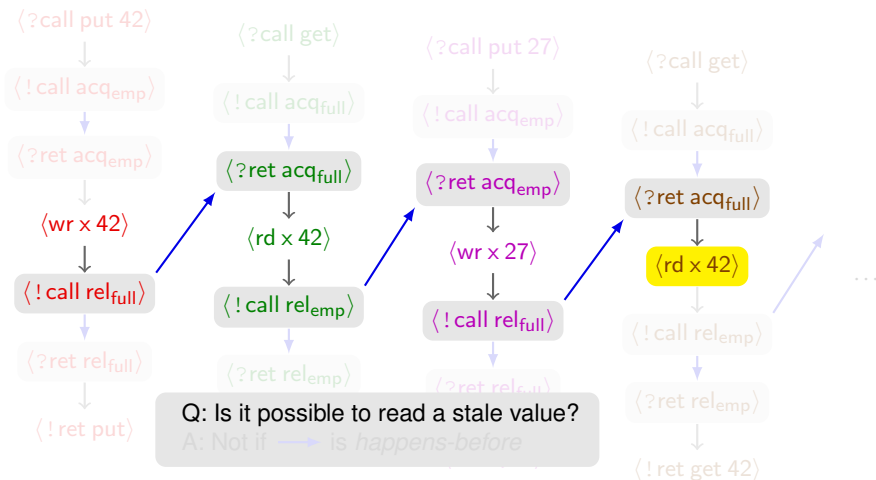 ⟨?call put 42⟩
⟨!call acq_emp⟩
⟨?ret acq_emp⟩
⟨wr x 42⟩
⟨!call rel_full⟩
⟨?ret rel_full⟩
⟨!ret put⟩
⟨?call get⟩
⟨!call acq_full⟩
⟨?ret acq_full⟩
⟨rd x 42⟩
⟨!call rel_emp⟩
⟨?ret rel_emp⟩
⟨?call put 27⟩
⟨!call acq_emp⟩
⟨?ret acq_emp⟩
⟨wr x 27⟩
⟨!call rel_full⟩
⟨?ret rel_full⟩
⟨?call get⟩
⟨!call acq_full⟩
⟨?ret acq_full⟩
⟨rd x 42⟩
⟨!call rel_emp⟩
⟨?ret rel_emp⟩
⟨!ret get 42⟩
...
Q: Is it possible to read a stale value?
A: Not if → is happens-before